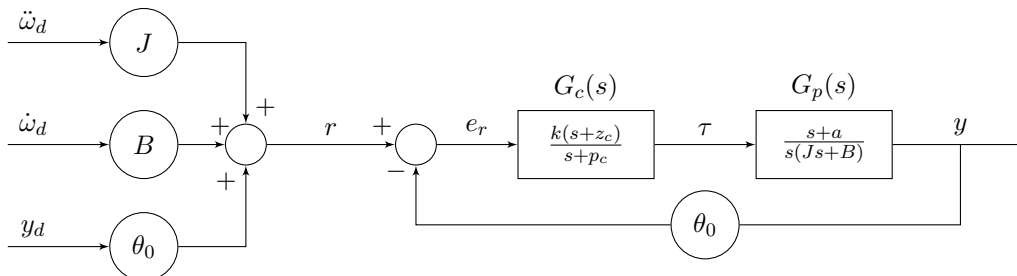 ω̈_d
J
+
G_c(s)
G_p(s)
ω̇_d
B
+
r
+
e_r
k(s+z_c)
s+p_c
τ
s+a
s(Js+B)
y
+
−
y_d
θ_0
θ_0